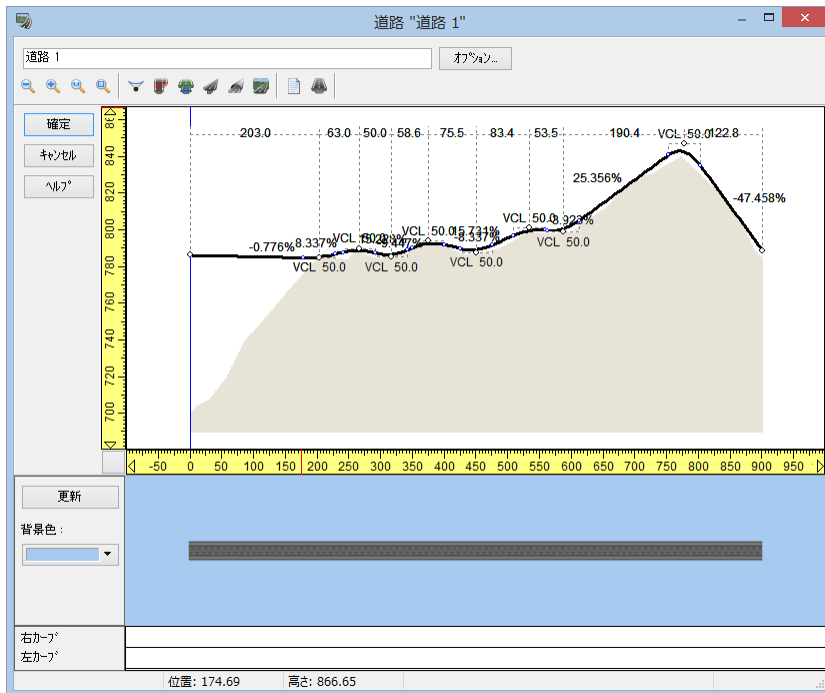 道路 "道路 1"
道路 1
オプション...
確定
キャンセル
ヘルプ
203.0 63.0 50.0 58.6 75.5 83.4 53.5 190.4 VCL 50.0 122.8
25.356%
-47.458%
-0.776% 8.337% VCL 50.0 VCL 50.0 15.731% VCL 50.0
-8.337%
VCL 50.0 VCL 50.0 VCL 50.0 VCL 50.0
840
820
800
780
760
740
720
700
-50 0 50 100 150 200 250 300 350 400 450 500 550 600 650 700 750 800 850 900 950
更新
背景色 :
右カーブ
左カーブ
位置: 174.69 高さ: 866.65